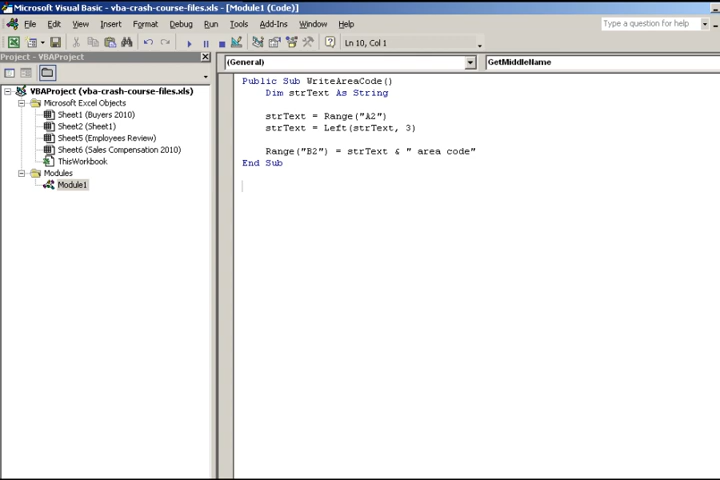 Microsoft Visual Basic - vba-crash-course-files.xls - [Module1 (Code)]
File Edit View Insert Format Debug Run Tools Add-Ins Window Help
Type a question for help
Ln 10, Col 1
Project - VBAProject
(General)
GetMiddleName
VBAProject (vba-crash-course-files.xls)
Microsoft Excel Objects
Sheet1 (Buyers 2010)
Sheet2 (Sheet1)
Sheet5 (Employees Review)
Sheet6 (Sales Compensation 2010)
ThisWorkbook
Modules
Module1
Public Sub WriteAreaCode()
Dim strText As String
strText = Range("A2")
strText = Left(strText, 3)
Range("B2") = strText & " area code"
End Sub